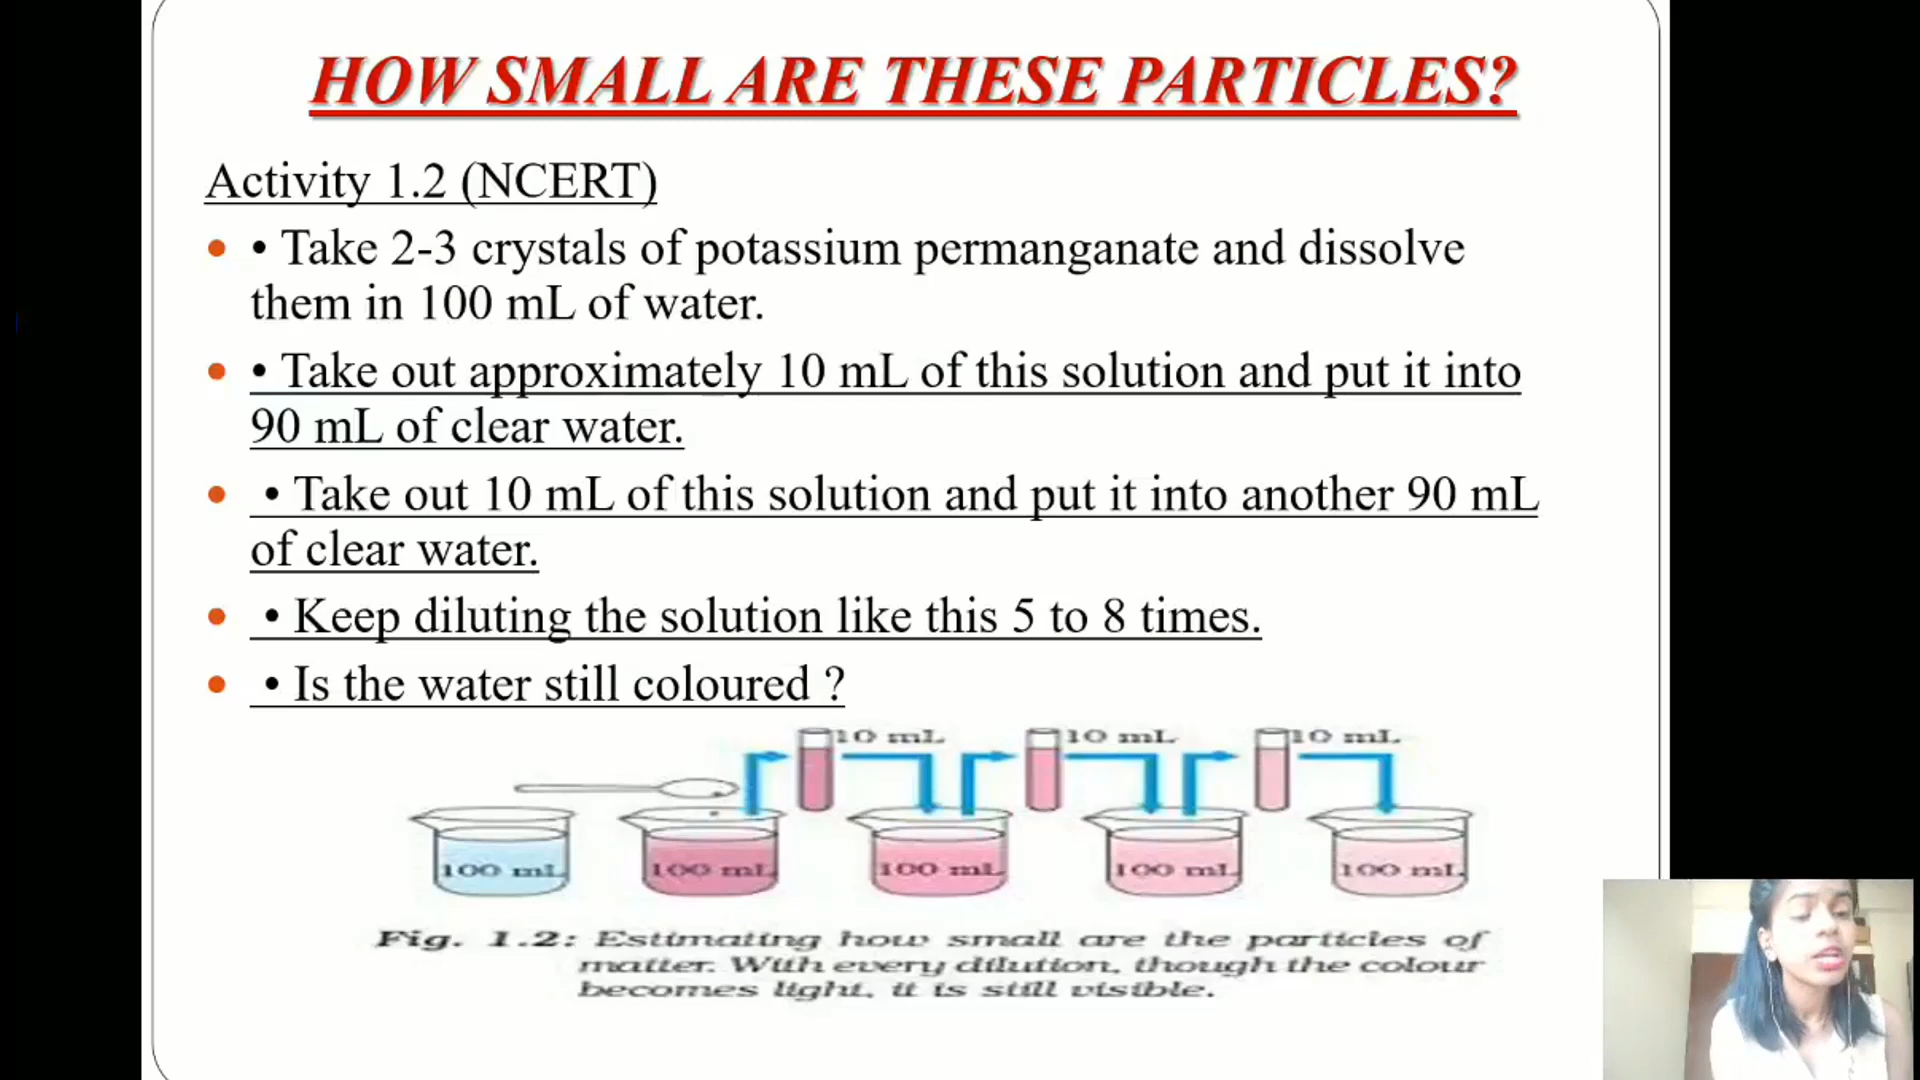 HOW SMALL ARE THESE PARTICLES?
Activity 1.2 (NCERT)
• • Take 2-3 crystals of potassium permanganate and dissolve
them in 100 mL of water.
• • Take out approximately 10 mL of this solution and put it into
90 mL of clear water.
• • Take out 10 mL of this solution and put it into another 90 mL
of clear water.
• • Keep diluting the solution like this 5 to 8 times.
• • Is the water still coloured ?
10 mL 10 mL 10 mL
100 mL 100 mL 100 mL 100 mL 100 mL
Fig. 1.2: Estimating how small are the particles of
matter. With every dilution, though the colour
becomes light, it is still visible.